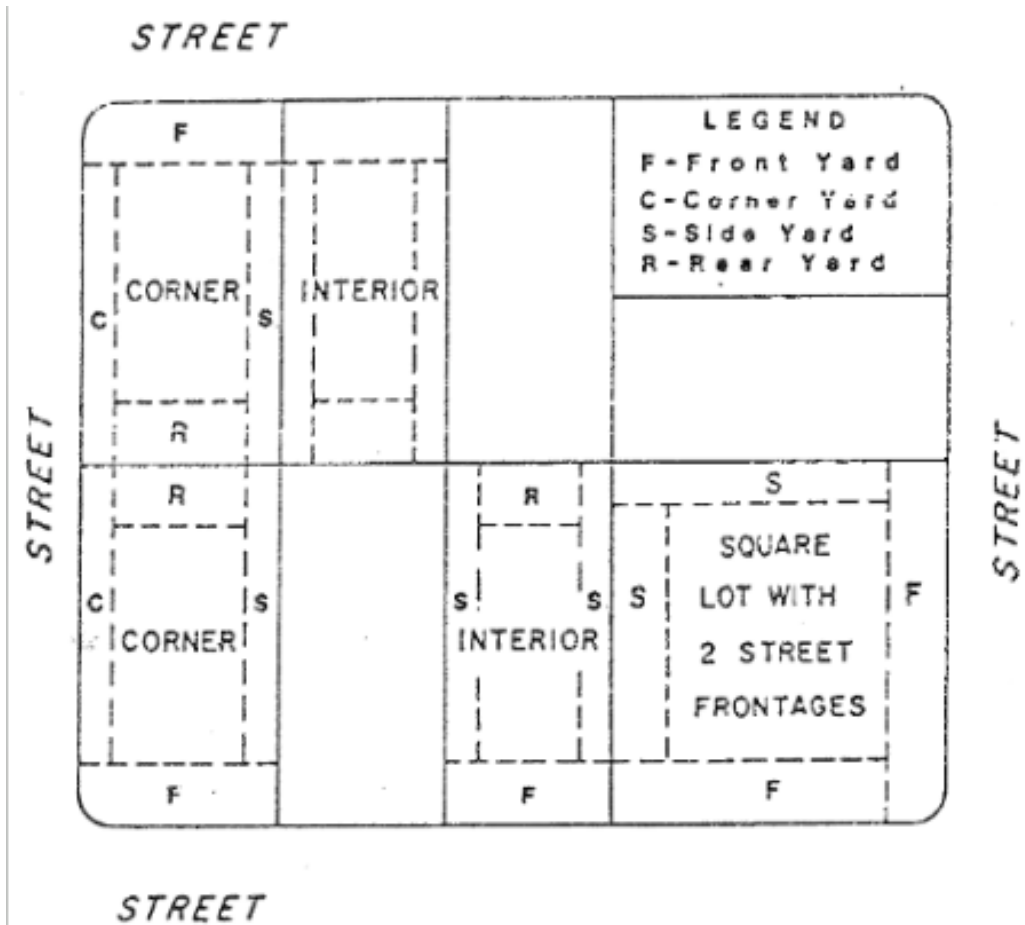 STREET
F
LEGEND
F-Front Yard
C-Corner Yard
S-Side Yard
R-Rear Yard
CORNER
INTERIOR
C
S
R
STREET
STREET
R
R
S
SQUARE
LOT WITH
2 STREET
FRONTAGES
C
S
CORNER
S
S
INTERIOR
S
F
F
F
F
STREET